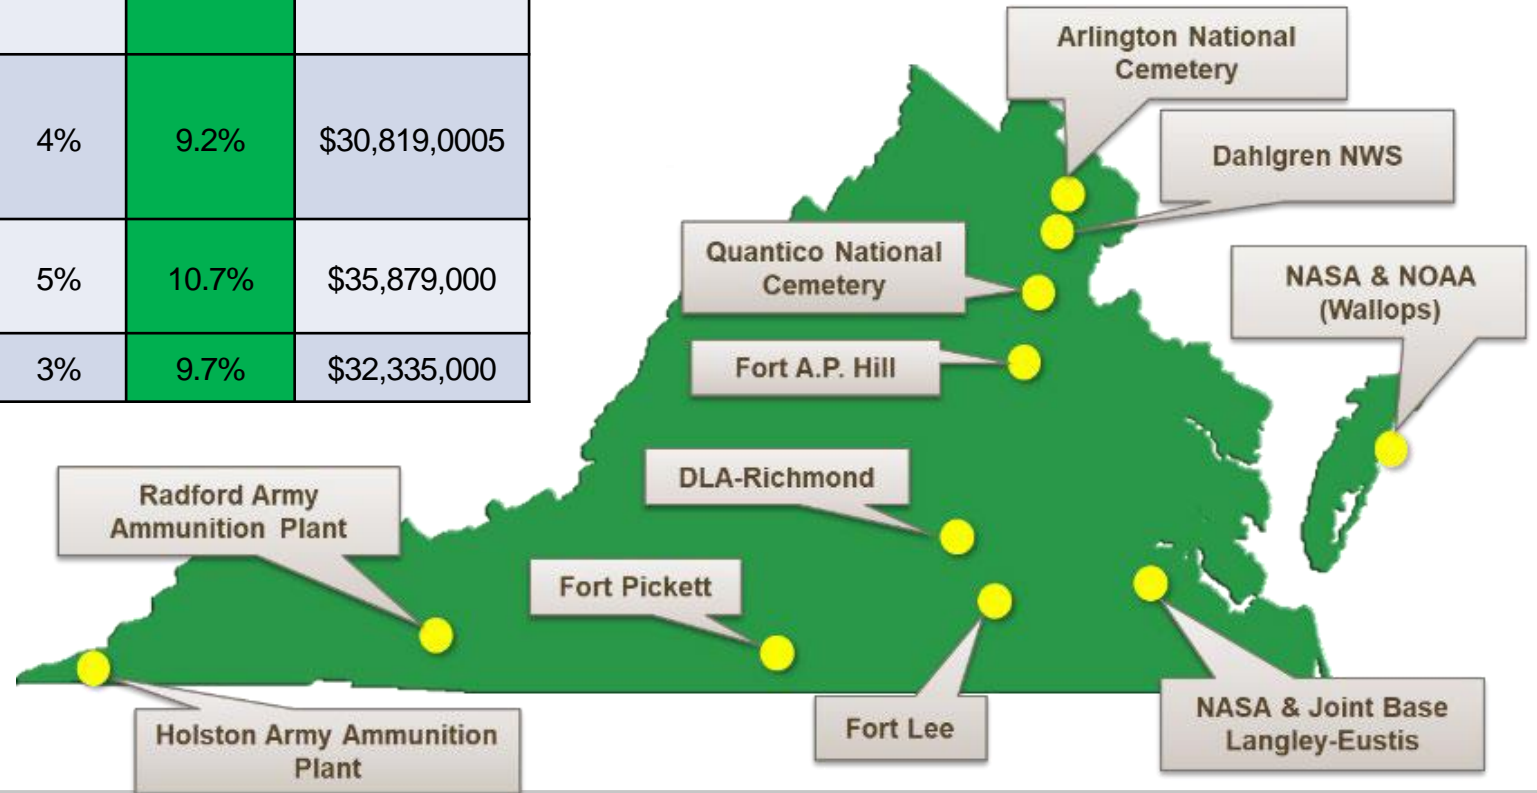 4% 9.2% $30,819,0005
5% 10.7% $35,879,000
3% 9.7% $32,335,000
Arlington National
Cemetery
Dahlgren NWS
Quantico National
Cemetery
NASA & NOAA
(Wallops)
Fort A.P. Hill
DLA-Richmond
Radford Army
Ammunition Plant
Fort Pickett
Holston Army Ammunition
Plant
Fort Lee
NASA & Joint Base
Langley-Eustis